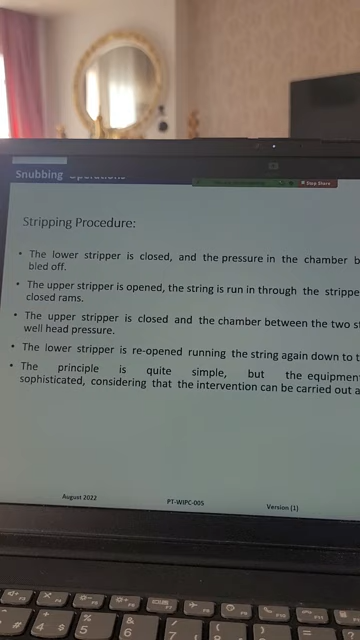 Snubbing Operations
Stop Share
Stripping Procedure:
• The lower stripper is closed, and the pressure in the chamber
bled off.
• The upper stripper is opened, the string is run in through the
closed rams.
• The upper stripper is closed and the chamber between the two
well head pressure.
• The lower stripper is re-opened running the string again down to
• The principle is quite simple, but the
sophisticated, considering that the intervention can be carried out
August 2022
PT-WIPC-005
Version (1)